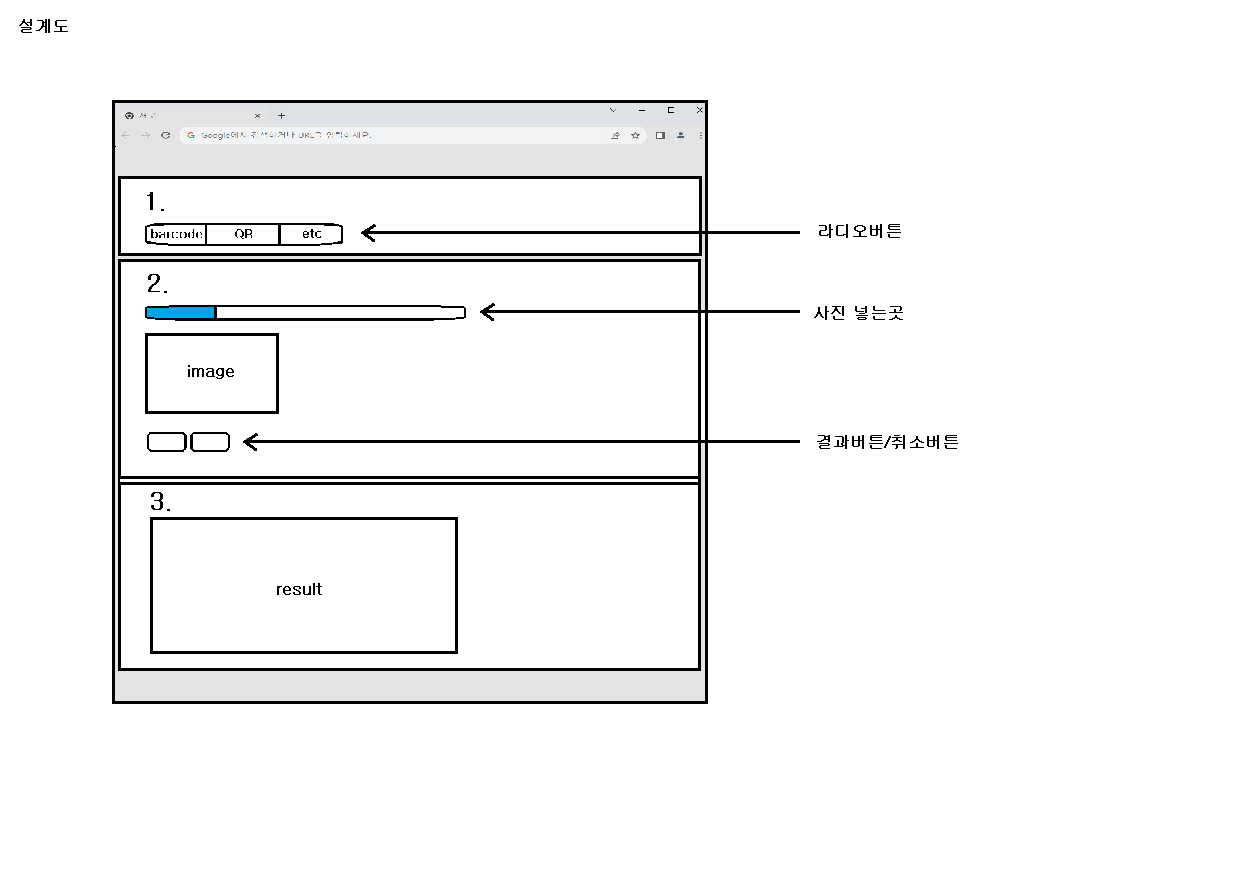 설계도
Google에서 검색하거나 URL을 입력하세요.
1.
barcode QR etc
라디오버튼
2.
사진 넣는곳
image
결과버튼/취소버튼
3.
result